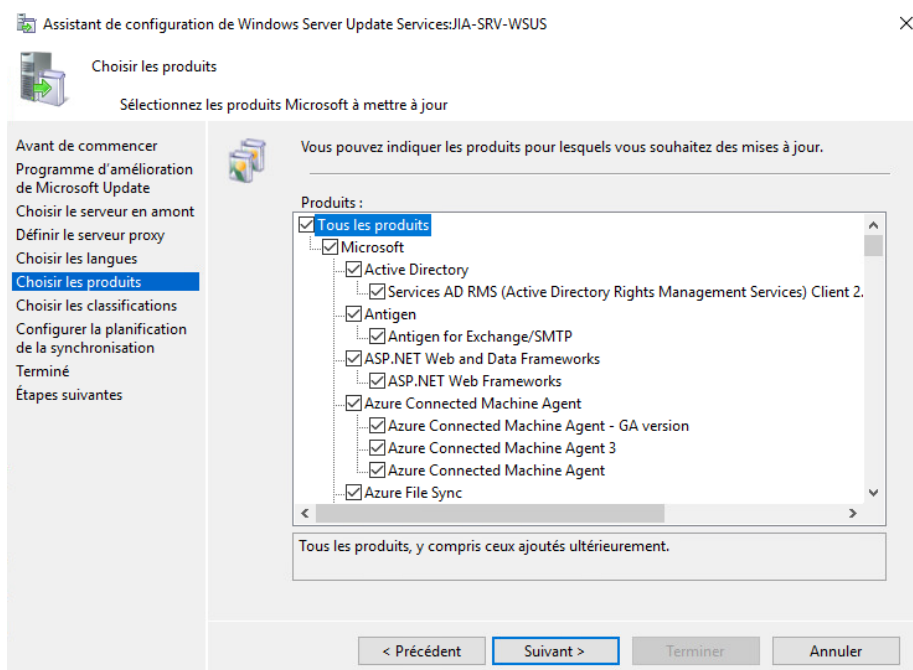 Assistant de configuration de Windows Server Update Services:JIA-SRV-WSUS
Choisir les produits
Sélectionnez les produits Microsoft à mettre à jour
Avant de commencer
Programme d'amélioration
de Microsoft Update
Choisir le serveur en amont
Définir le serveur proxy
Choisir les langues
Choisir les produits
Choisir les classifications
Configurer la planification
de la synchronisation
Terminé
Étapes suivantes
Vous pouvez indiquer les produits pour lesquels vous souhaitez des mises à jour.
Produits :
Tous les produits
Microsoft
Active Directory
Services AD RMS (Active Directory Rights Management Services) Client 2.
Antigen
Antigen for Exchange/SMTP
ASP.NET Web and Data Frameworks
ASP.NET Web Frameworks
Azure Connected Machine Agent
Azure Connected Machine Agent - GA version
Azure Connected Machine Agent 3
Azure Connected Machine Agent
Azure File Sync
Tous les produits, y compris ceux ajoutés ultérieurement.
< Précédent
Suivant >
Terminer
Annuler